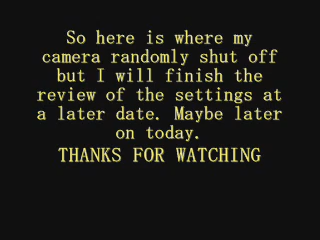 So here is where my
camera randomly shut off
but I will finish the
review of the settings at
a later date. Maybe later
on today.
THANKS FOR WATCHING